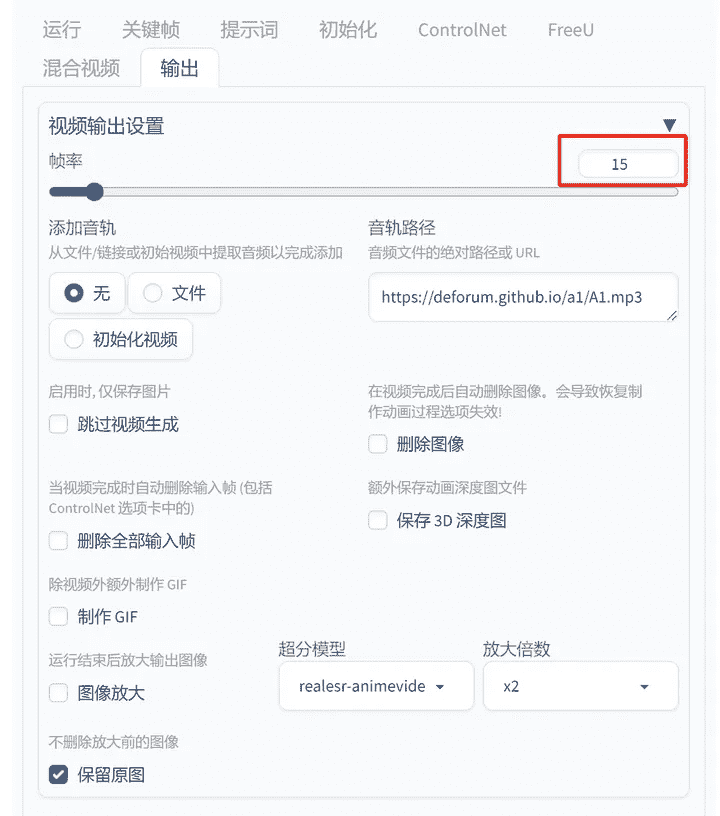 运行 关键帧 提示词 初始化 ControlNet FreeU
混合视频 输出
视频输出设置 ▼
帧率 15
添加音轨
从文件/链接或初始视频中提取音频以完成添加
无 文件
初始化视频
音轨路径
音频文件的绝对路径或 URL
https://deforum.github.io/a1/A1.mp3
启用时, 仅保存图片
跳过视频生成
在视频完成后自动删除图像。会导致恢复制
作动画过程选项失效!
删除图像
当视频完成时自动删除输入帧 (包括
ControlNet 选项卡中的)
删除全部输入帧
额外保存动画深度图文件
保存 3D 深度图
除视频外额外制作 GIF
制作 GIF
运行结束后放大输出图像
图像放大
超分模型
realesr-animevide
放大倍数
x2
不删除放大前的图像
保留原图